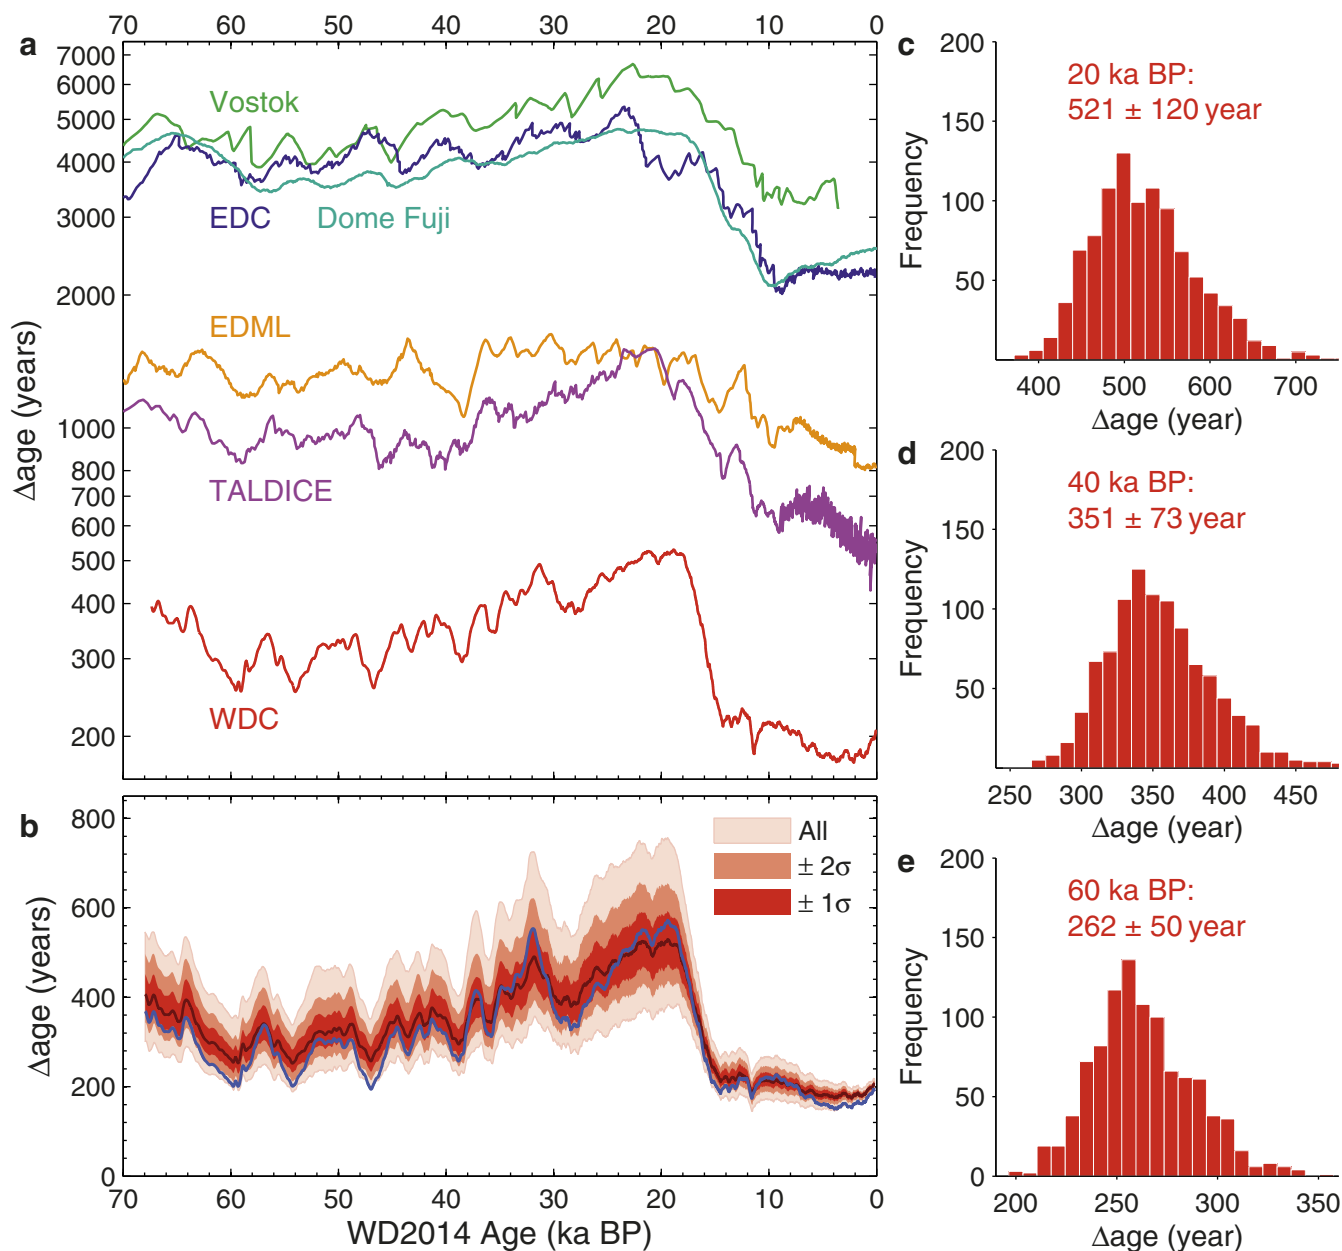 a
70 60 50 40 30 20 10 0
7000
6000
5000
4000
3000
2000
1000
800
700
600
500
400
300
200
Δage (years)
Vostok
EDC
Dome Fuji
EDML
TALDICE
WDC
b
800
600
400
200
0
Δage (years)
All
± 2σ
± 1σ
70 60 50 40 30 20 10 0
WD2014 Age (ka BP)
c
200
150
100
50
Frequency
20 ka BP:
521 ± 120 year
400 500 600 700
Δage (year)
d
200
150
100
50
Frequency
40 ka BP:
351 ± 73 year
250 300 350 400 450
Δage (year)
e
200
150
100
50
0
Frequency
60 ka BP:
262 ± 50 year
200 250 300 350
Δage (year)